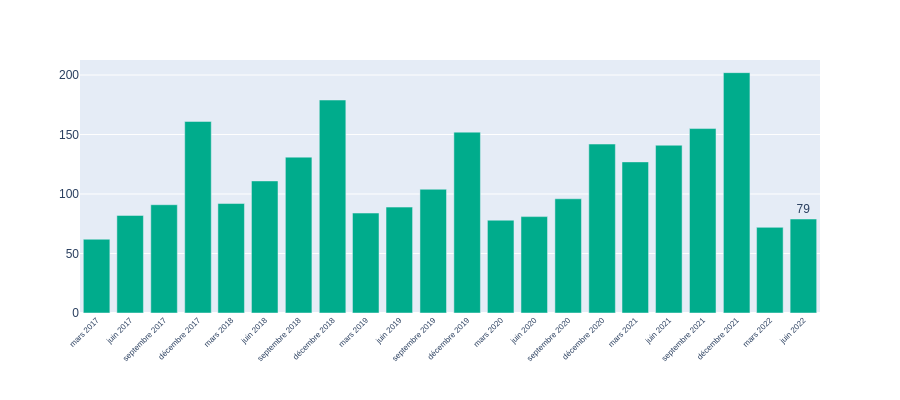 200
150
100
50
0
79
mars 2017
juin 2017
septembre 2017
décembre 2017
mars 2018
juin 2018
septembre 2018
décembre 2018
mars 2019
juin 2019
septembre 2019
décembre 2019
mars 2020
juin 2020
septembre 2020
décembre 2020
mars 2021
juin 2021
septembre 2021
décembre 2021
mars 2022
juin 2022